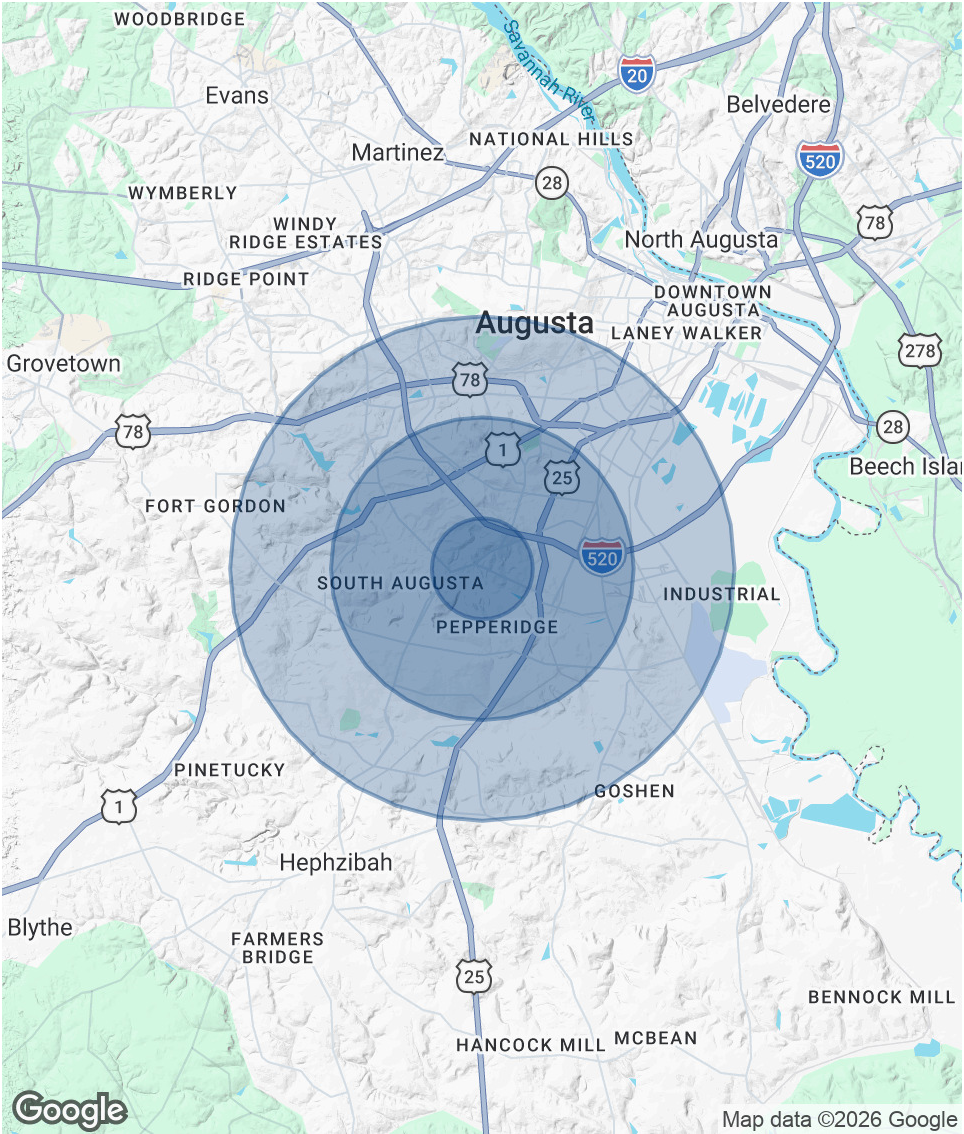 WOODBRIDGE
Savannah River
20
Evans
Belvedere
NATIONAL HILLS
Martinez
520
28
WYMBERLY
78
WINDY
RIDGE ESTATES
North Augusta
RIDGE POINT
DOWNTOWN
AUGUSTA
Augusta
LANEY WALKER
278
Grovetown
78
78
28
1
Beech Islan
25
FORT GORDON
520
SOUTH AUGUSTA
INDUSTRIAL
PEPPERIDGE
PINETUCKY
GOSHEN
1
Hephzibah
Blythe
FARMERS
BRIDGE
25
BENNOCK MILL
HANCOCK MILL
MCBEAN
Google
Map data ©2026 Google